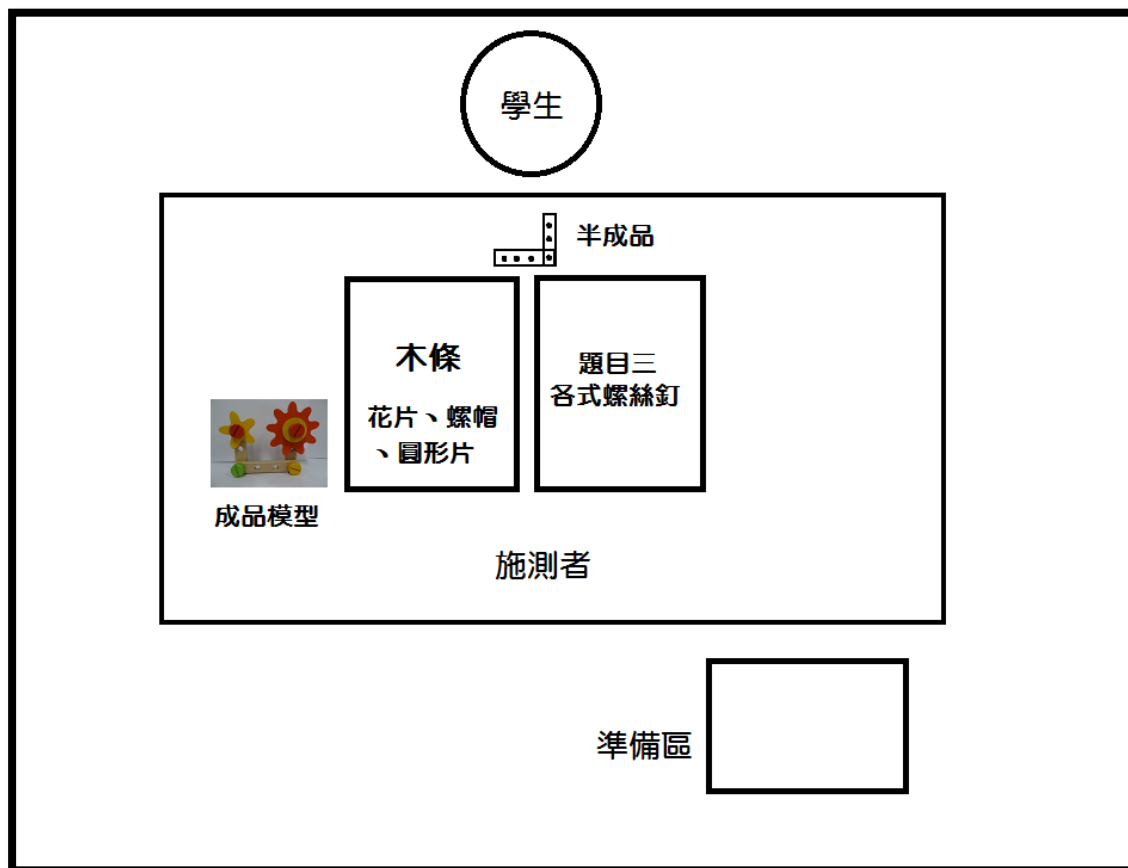 學生
半成品
木條
花片、螺帽
、圓形片
題目三
各式螺絲釘
成品模型
施測者
準備區